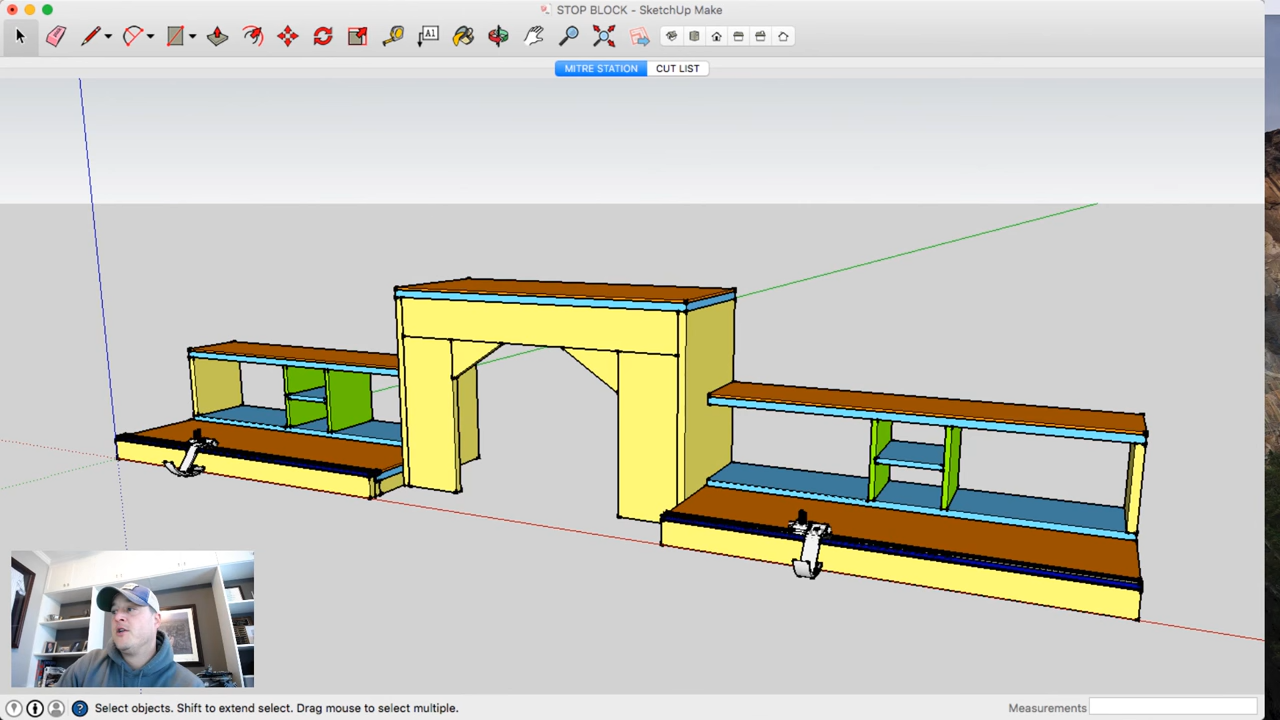 STOP BLOCK - SketchUp Make
A1
MITRE STATION CUT LIST
Select objects. Shift to extend select. Drag mouse to select multiple.
Measurements